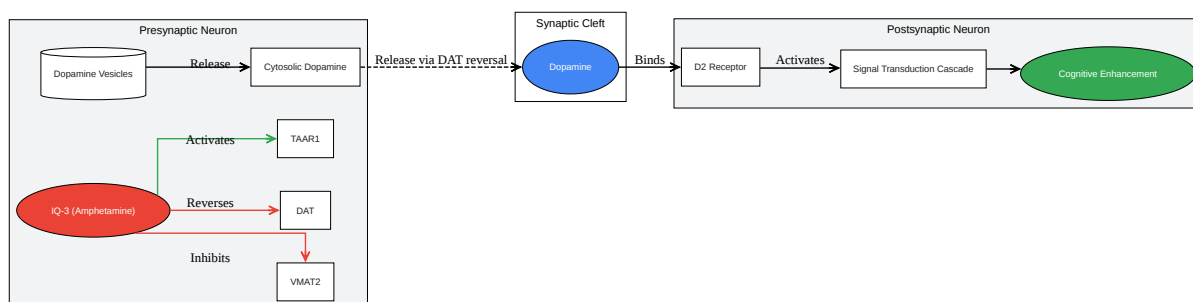 Presynaptic Neuron
Dopamine Vesicles
Release
Cytosolic Dopamine
Release via DAT reversal
Synaptic Cleft
Dopamine
Binds
Postsynaptic Neuron
D2 Receptor
Activates
Signal Transduction Cascade
Cognitive Enhancement
Activates
TAAR1
IQ-3 (Amphetamine)
Reverses
DAT
Inhibits
VMAT2